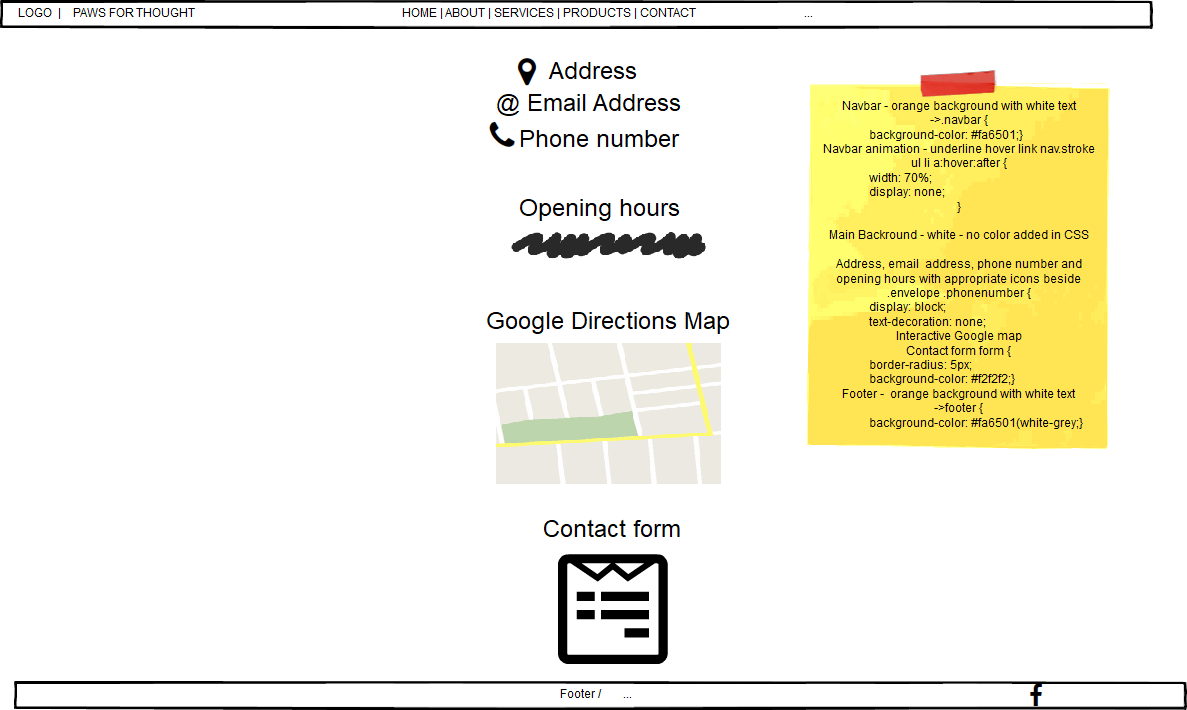 LOGO | PAWS FOR THOUGHT HOME | ABOUT | SERVICES | PRODUCTS | CONTACT ...
Address
@ Email Address
Phone number
Opening hours
Google Directions Map
Contact form
Navbar - orange background with white text
->.navbar {
background-color: #fa6501;}
Navbar animation - underline hover link nav.stroke
ul li a:hover:after {
width: 70%;
display: none;
}
Main Backround - white - no color added in CSS
Address, email address, phone number and
opening hours with appropriate icons beside
.envelope .phonenumber {
display: block;
text-decoration: none;
Interactive Google map
Contact form form {
border-radius: 5px;
background-color: #f2f2f2;}
Footer - orange background with white text
->footer {
background-color: #fa6501(white-grey;}
Footer / ... f